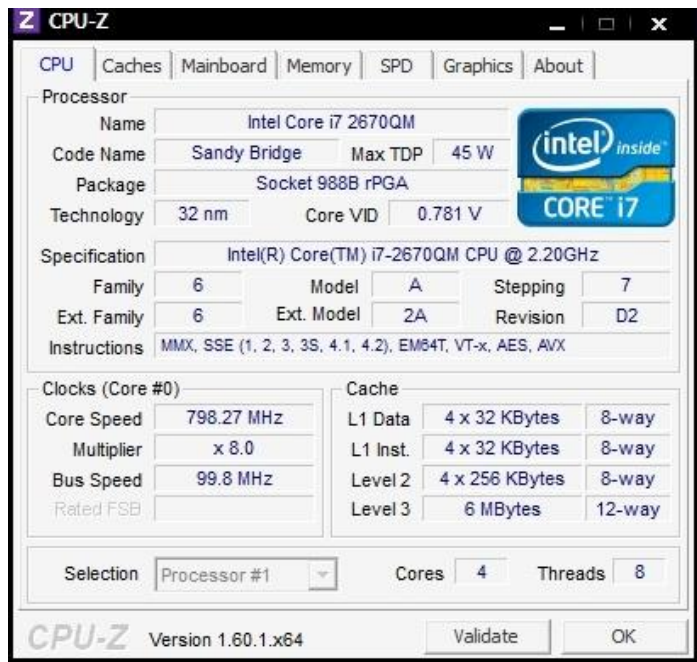 Z CPU-Z
CPU Caches Mainboard Memory SPD Graphics About
Processor
Name Intel Core i7 2670QM
Code Name Sandy Bridge Max TDP 45 W
Package Socket 988B rPGA
Technology 32 nm Core VID 0.781 V
(intel) inside™
CORE™ i7
Specification Intel(R) Core(TM) i7-2670QM CPU @ 2.20GHz
Family 6 Model A Stepping 7
Ext. Family 6 Ext. Model 2A Revision D2
Instructions MMX, SSE (1, 2, 3, 3S, 4.1, 4.2), EM64T, VT-x, AES, AVX
Clocks (Core #0)
Core Speed 798.27 MHz
Multiplier x 8.0
Bus Speed 99.8 MHz
Rated FSB
Cache
L1 Data 4 x 32 KBytes 8-way
L1 Inst. 4 x 32 KBytes 8-way
Level 2 4 x 256 KBytes 8-way
Level 3 6 MBytes 12-way
Selection Processor #1 Cores 4 Threads 8
CPU-Z Version 1.60.1.x64 Validate OK